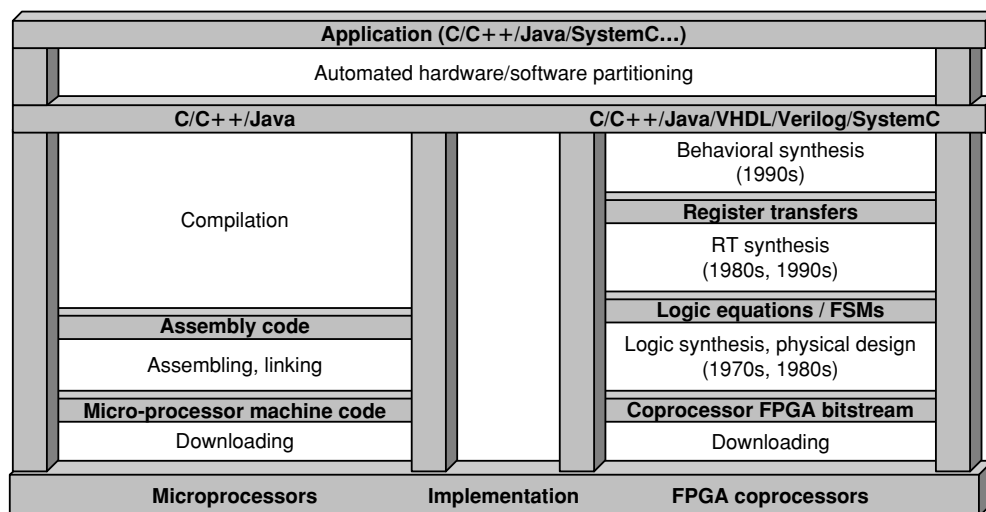 Application (C/C++/Java/SystemC...)
Automated hardware/software partitioning
C/C++/Java
C/C++/Java/VHDL/Verilog/SystemC
Compilation
Assembly code
Assembling, linking
Micro-processor machine code
Downloading
Behavioral synthesis
(1990s)
Register transfers
RT synthesis
(1980s, 1990s)
Logic equations / FSMs
Logic synthesis, physical design
(1970s, 1980s)
Coprocessor FPGA bitstream
Downloading
Microprocessors
Implementation
FPGA coprocessors